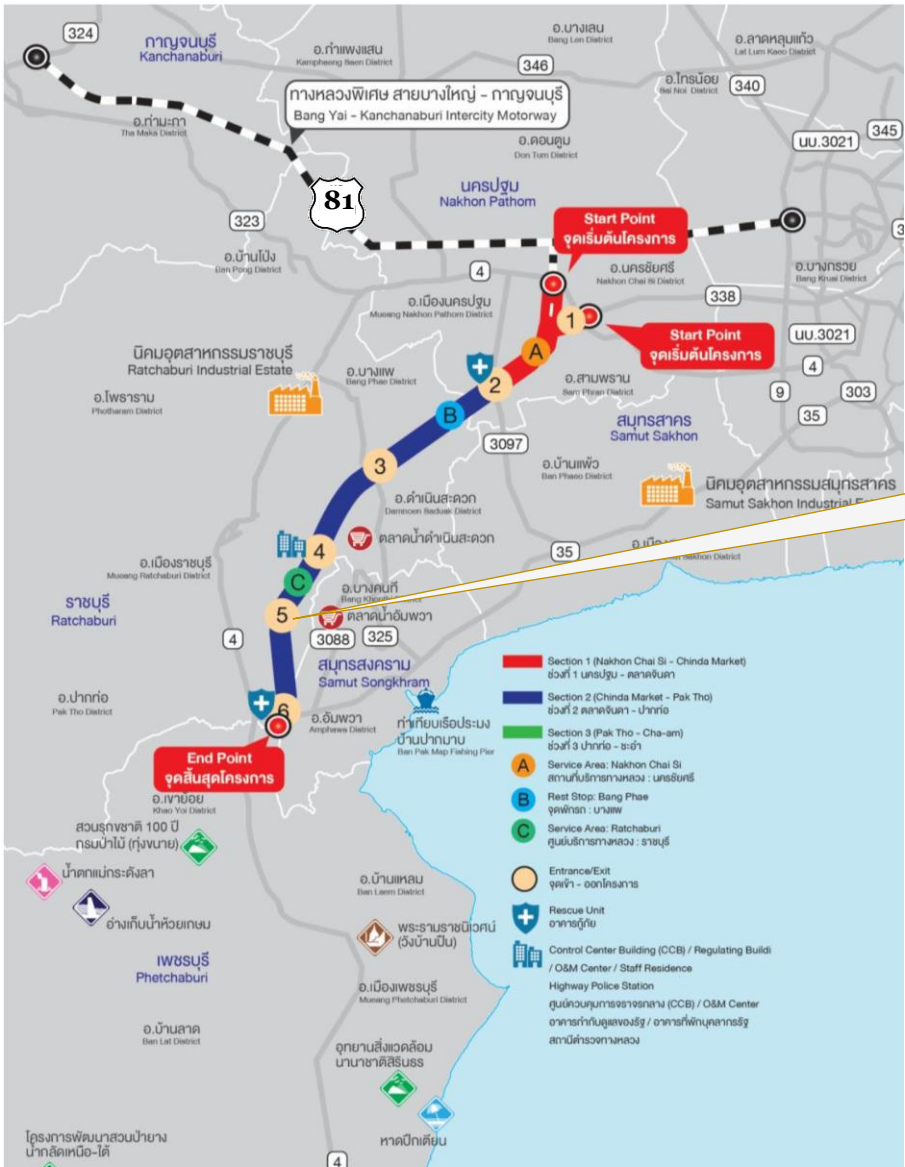 324
กาญจนบุรี
Kanchanaburi
อ.กำแพงแสน
Kamphaeng Saen District
อ.บางเลน
Bang Len District
346
อ.ลาดหลุมแก้ว
Lat Lum Kaeo District
อ.ไทรน้อย
Sai Noi District
340
345
นบ.3021
ทางหลวงพิเศษ สายบางใหญ่ - กาญจนบุรี
Bang Yai - Kanchanaburi Intercity Motorway
อ.ท่ามะกา
Tha Maka District
อ.ดอนตูม
Don Tum District
81
นครปฐม
Nakhon Pathom
323
Start Point
จุดเริ่มต้นโครงการ
3
อ.บ้านโป่ง
Ban Pong District
4
อ.นครชัยศรี
Nakhon Chai Si District
อ.บางกรวย
Bang Kruai District
338
อ.เมืองนครปฐม
Mueang Nakhon Pathom District
1
Start Point
จุดเริ่มต้นโครงการ
นบ.3021
นิคมอุตสาหกรรมราชบุรี
Ratchaburi Industrial Estate
A
4
อ.บางแพ
Bang Phae District
2
อ.สามพราน
Sam Phran District
9
303
35
อ.โพธาราม
Photharam District
B
สมุทรสาคร
Samut Sakhon
3097
3
อ.บ้านแพ้ว
Ban Phaeo District
นิคมอุตสาหกรรมสมุทรสาคร
Samut Sakhon Industrial
อ.ดำเนินสะดวก
Damnoen Saduak District
4
ตลาดน้ำดำเนินสะดวก
35
District
อ.เมืองราชบุรี
Mueang Ratchaburi District
C
อ.บางคนที
ราชบุรี
Ratchaburi
5
ตลาดน้ำอัมพวา
4
3088
325
สมุทรสงคราม
Samut Songkhram
อ.ปากท่อ
Pak Tho District
6
อ.อัมพวา
Amphawa District
ท่าเทียบเรือประมง
บ้านปากมาบ
Ban Pak Map Fishing Pier
End Point
จุดสิ้นสุดโครงการ
Section 1 (Nakhon Chai Si - Chinda Market)
ช่วงที่ 1 นครปฐม - ตลาดจินดา
Section 2 (Chinda Market - Pak Tho)
ช่วงที่ 2 ตลาดจินดา - ปากท่อ
Section 3 (Pak Tho - Cha-am)
ช่วงที่ 3 ปากท่อ - ชะอำ
A
Service Area: Nakhon Chai Si
สถานที่บริการทางหลวง : นครชัยศรี
B
Rest Stop: Bang Phae
จุดพักรถ : บางแพ
C
Service Area: Ratchaburi
ศูนย์บริการทางหลวง : ราชบุรี
Entrance/Exit
จุดเข้า - ออกโครงการ
Rescue Unit
อาคารกู้ภัย
Control Center Building (CCB) / Regulating Buildi
/ O&M Center / Staff Residence
Highway Police Station
ศูนย์ควบคุมการจราจรกลาง (CCB) / O&M Center
อาคารกำกับดูแลของรัฐ / อาคารที่พักบุคลากรรัฐ
สถานีตำรวจทางหลวง
อ.เขาย้อย
Khao Yoi District
สวนรุกขชาติ 100 ปี
กรมป่าไม้ (ทุ่งขนาย)
น้ำตกแม่กระดังลา
อ่างเก็บน้ำห้วยเกษม
อ.บ้านแหลม
Ban Laem District
พระรามราชนิเวศน์
(วังบ้านปืน)
เพชรบุรี
Phetchaburi
อ.เมืองเพชรบุรี
Mueang Phetchaburi District
อ.บ้านลาด
Ban Lat District
อุทยานสิ่งแวดล้อม
นานาชาติสิรินธร
หาดปึกเตียน
โครงการพัฒนาสวนป่ายาง
น้ำกลัดเหนือ-ใต้
4